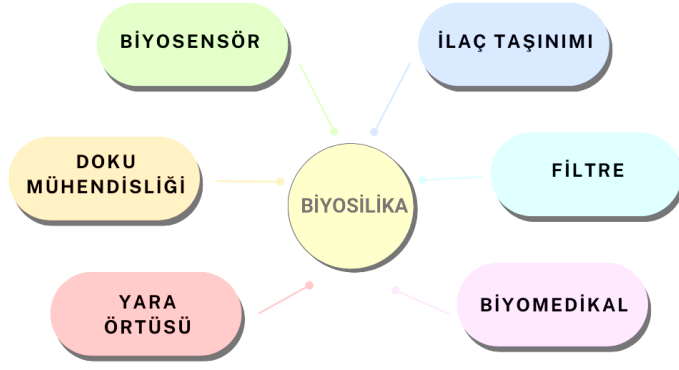 BİYOSENSÖR
İLAÇ TAŞINIMI
DOKU
MÜHENDİSLİĞİ
FİLTRE
BİYOSİLİKA
YARA
ÖRTÜSÜ
BİYOMEDİKAL